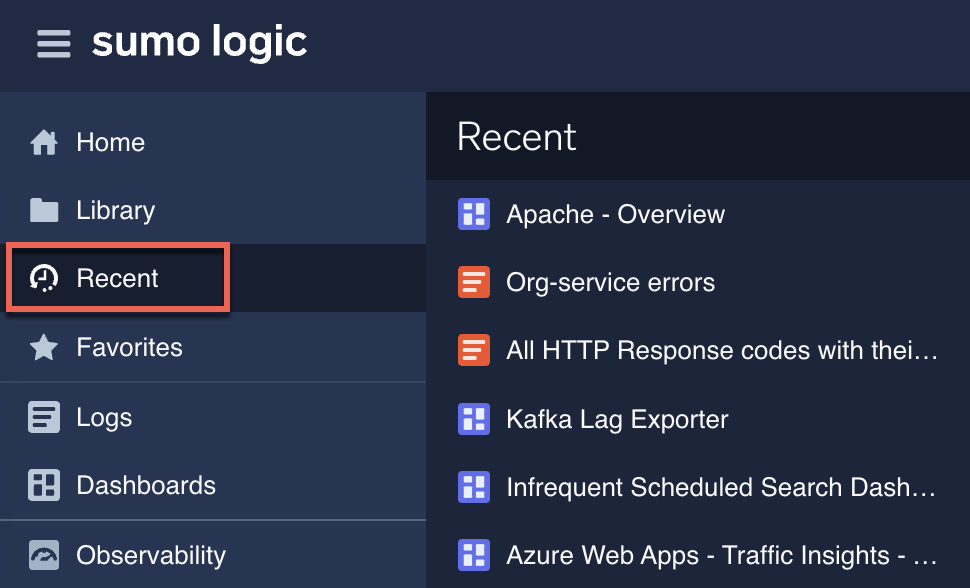 sumo logic
Home
Library
Recent
Favorites
Logs
Dashboards
Observability
Recent
Apache - Overview
Org-service errors
All HTTP Response codes with thei…
Kafka Lag Exporter
Infrequent Scheduled Search Dash…
Azure Web Apps - Traffic Insights - …